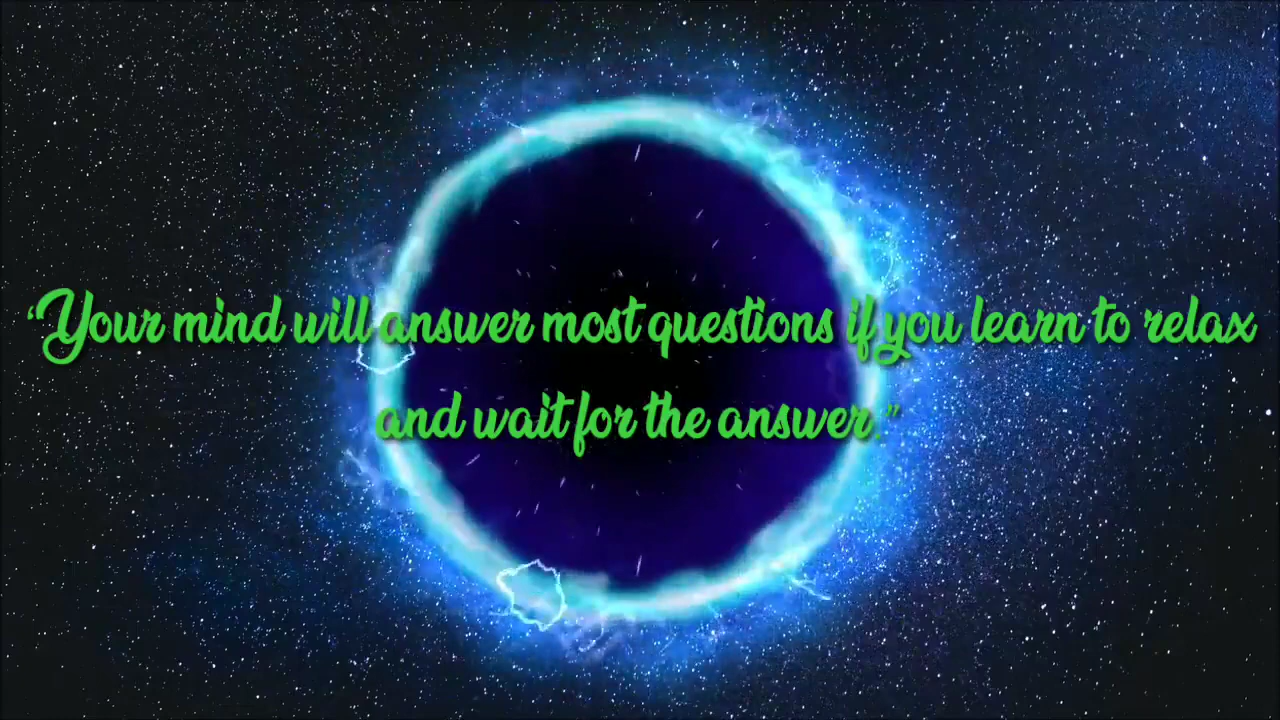 “Your mind will answer most questions if you learn to relax
and wait for the answer.”